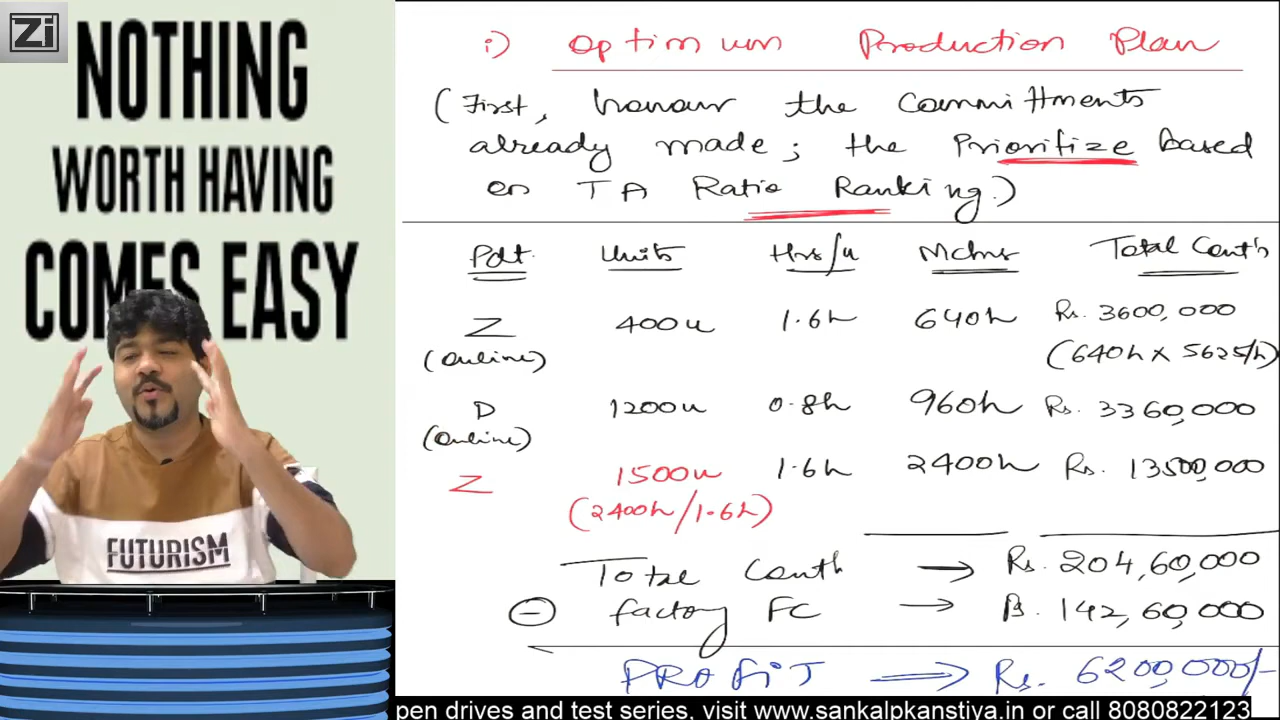 Zi
NOTHING
WORTH HAVING
COMES EASY
FUTURISM
i) Optimum Production Plan
(First, honour the Committments
already made; the Prioritize based
on TA Ratio Ranking.)
Pdt. Units Hrs/u Mchrs Total Contn
Z 400u 1.6h 640h Rs. 3600,000
(Online) (640h x 5625/h)
D 1200u 0.8h 960h Rs. 3360,000
(Online)
Z 1500u 1.6h 2400h Rs. 13500,000
(2400h/1.6h)
Total Contn → Rs. 204,60,000
- factory FC → Rs. 142,60,000
PROFiT → Rs. 6200,000/-
pen drives and test series, visit www.sankalpkanstiya.in or call 8080822123